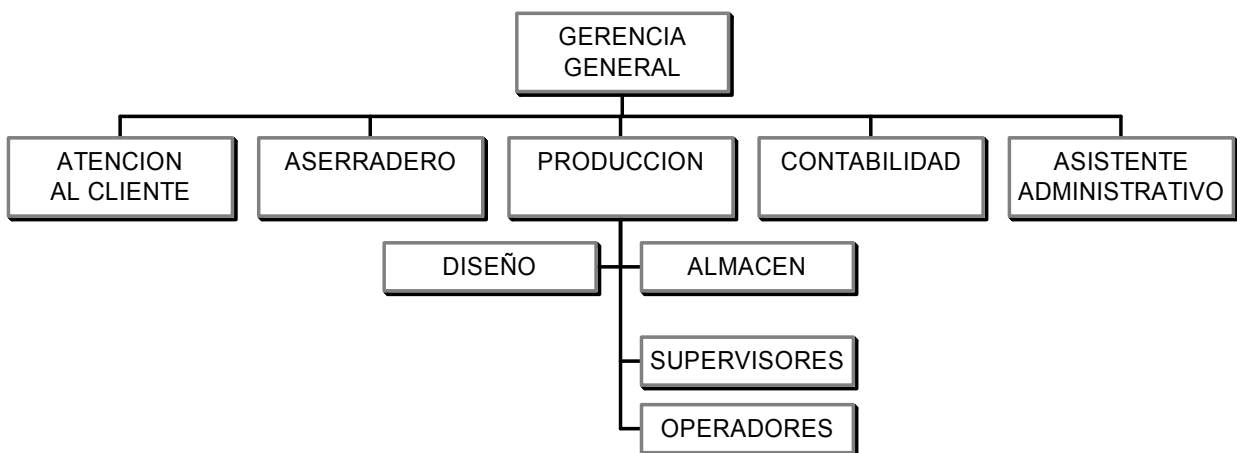 GERENCIA
GENERAL
ATENCION
AL CLIENTE
ASERRADERO
PRODUCCION
CONTABILIDAD
ASISTENTE
ADMINISTRATIVO
DISEÑO
ALMACEN
SUPERVISORES
OPERADORES